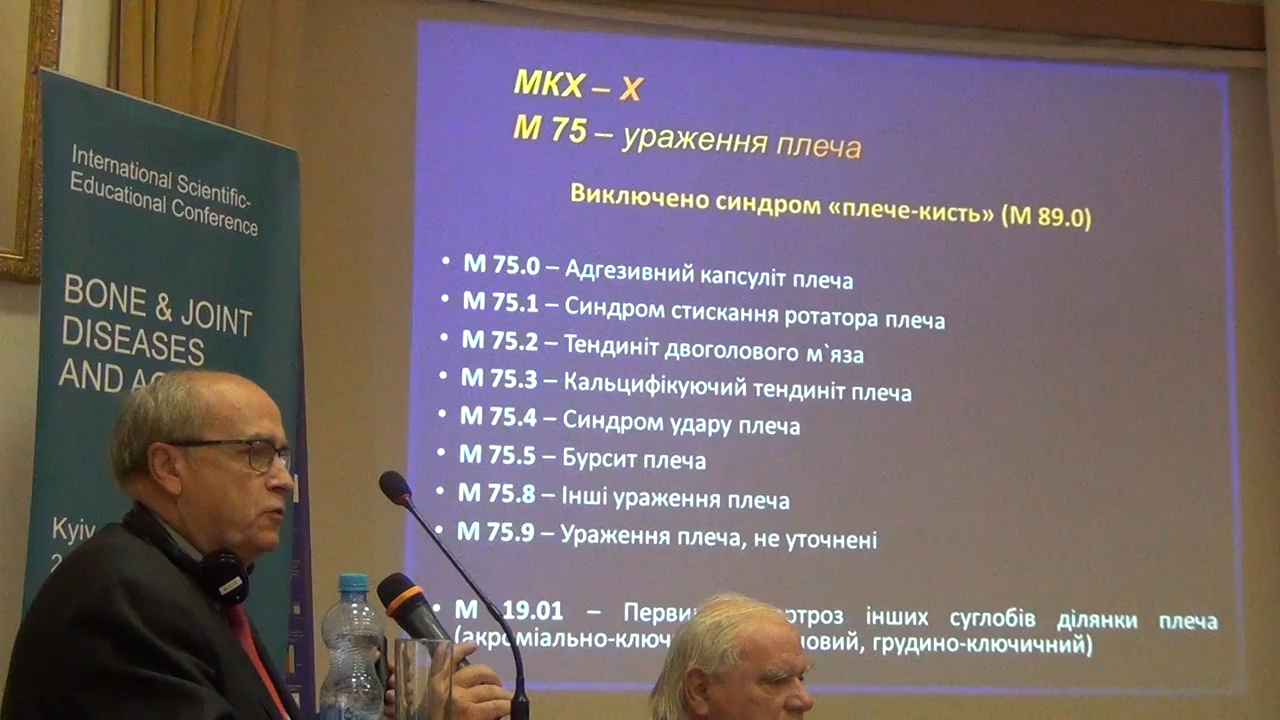 International Scientific-
Educational Conference
BONE & JOINT
DISEASES
AND
Kyiv
МКХ – X
М 75 – ураження плеча
Виключено синдром «плече-кисть» (М 89.0)
• М 75.0 – Адгезивний капсуліт плеча
• М 75.1 – Синдром стискання ротатора плеча
• М 75.2 – Тендиніт двоголового м`яза
• М 75.3 – Кальцифікуючий тендиніт плеча
• М 75.4 – Синдром удару плеча
• М 75.5 – Бурсит плеча
• М 75.8 – Інші ураження плеча
• М 75.9 – Ураження плеча, не уточнені
• М 19.01 – інших суглобів ділянки плеча
грудино-ключичний)